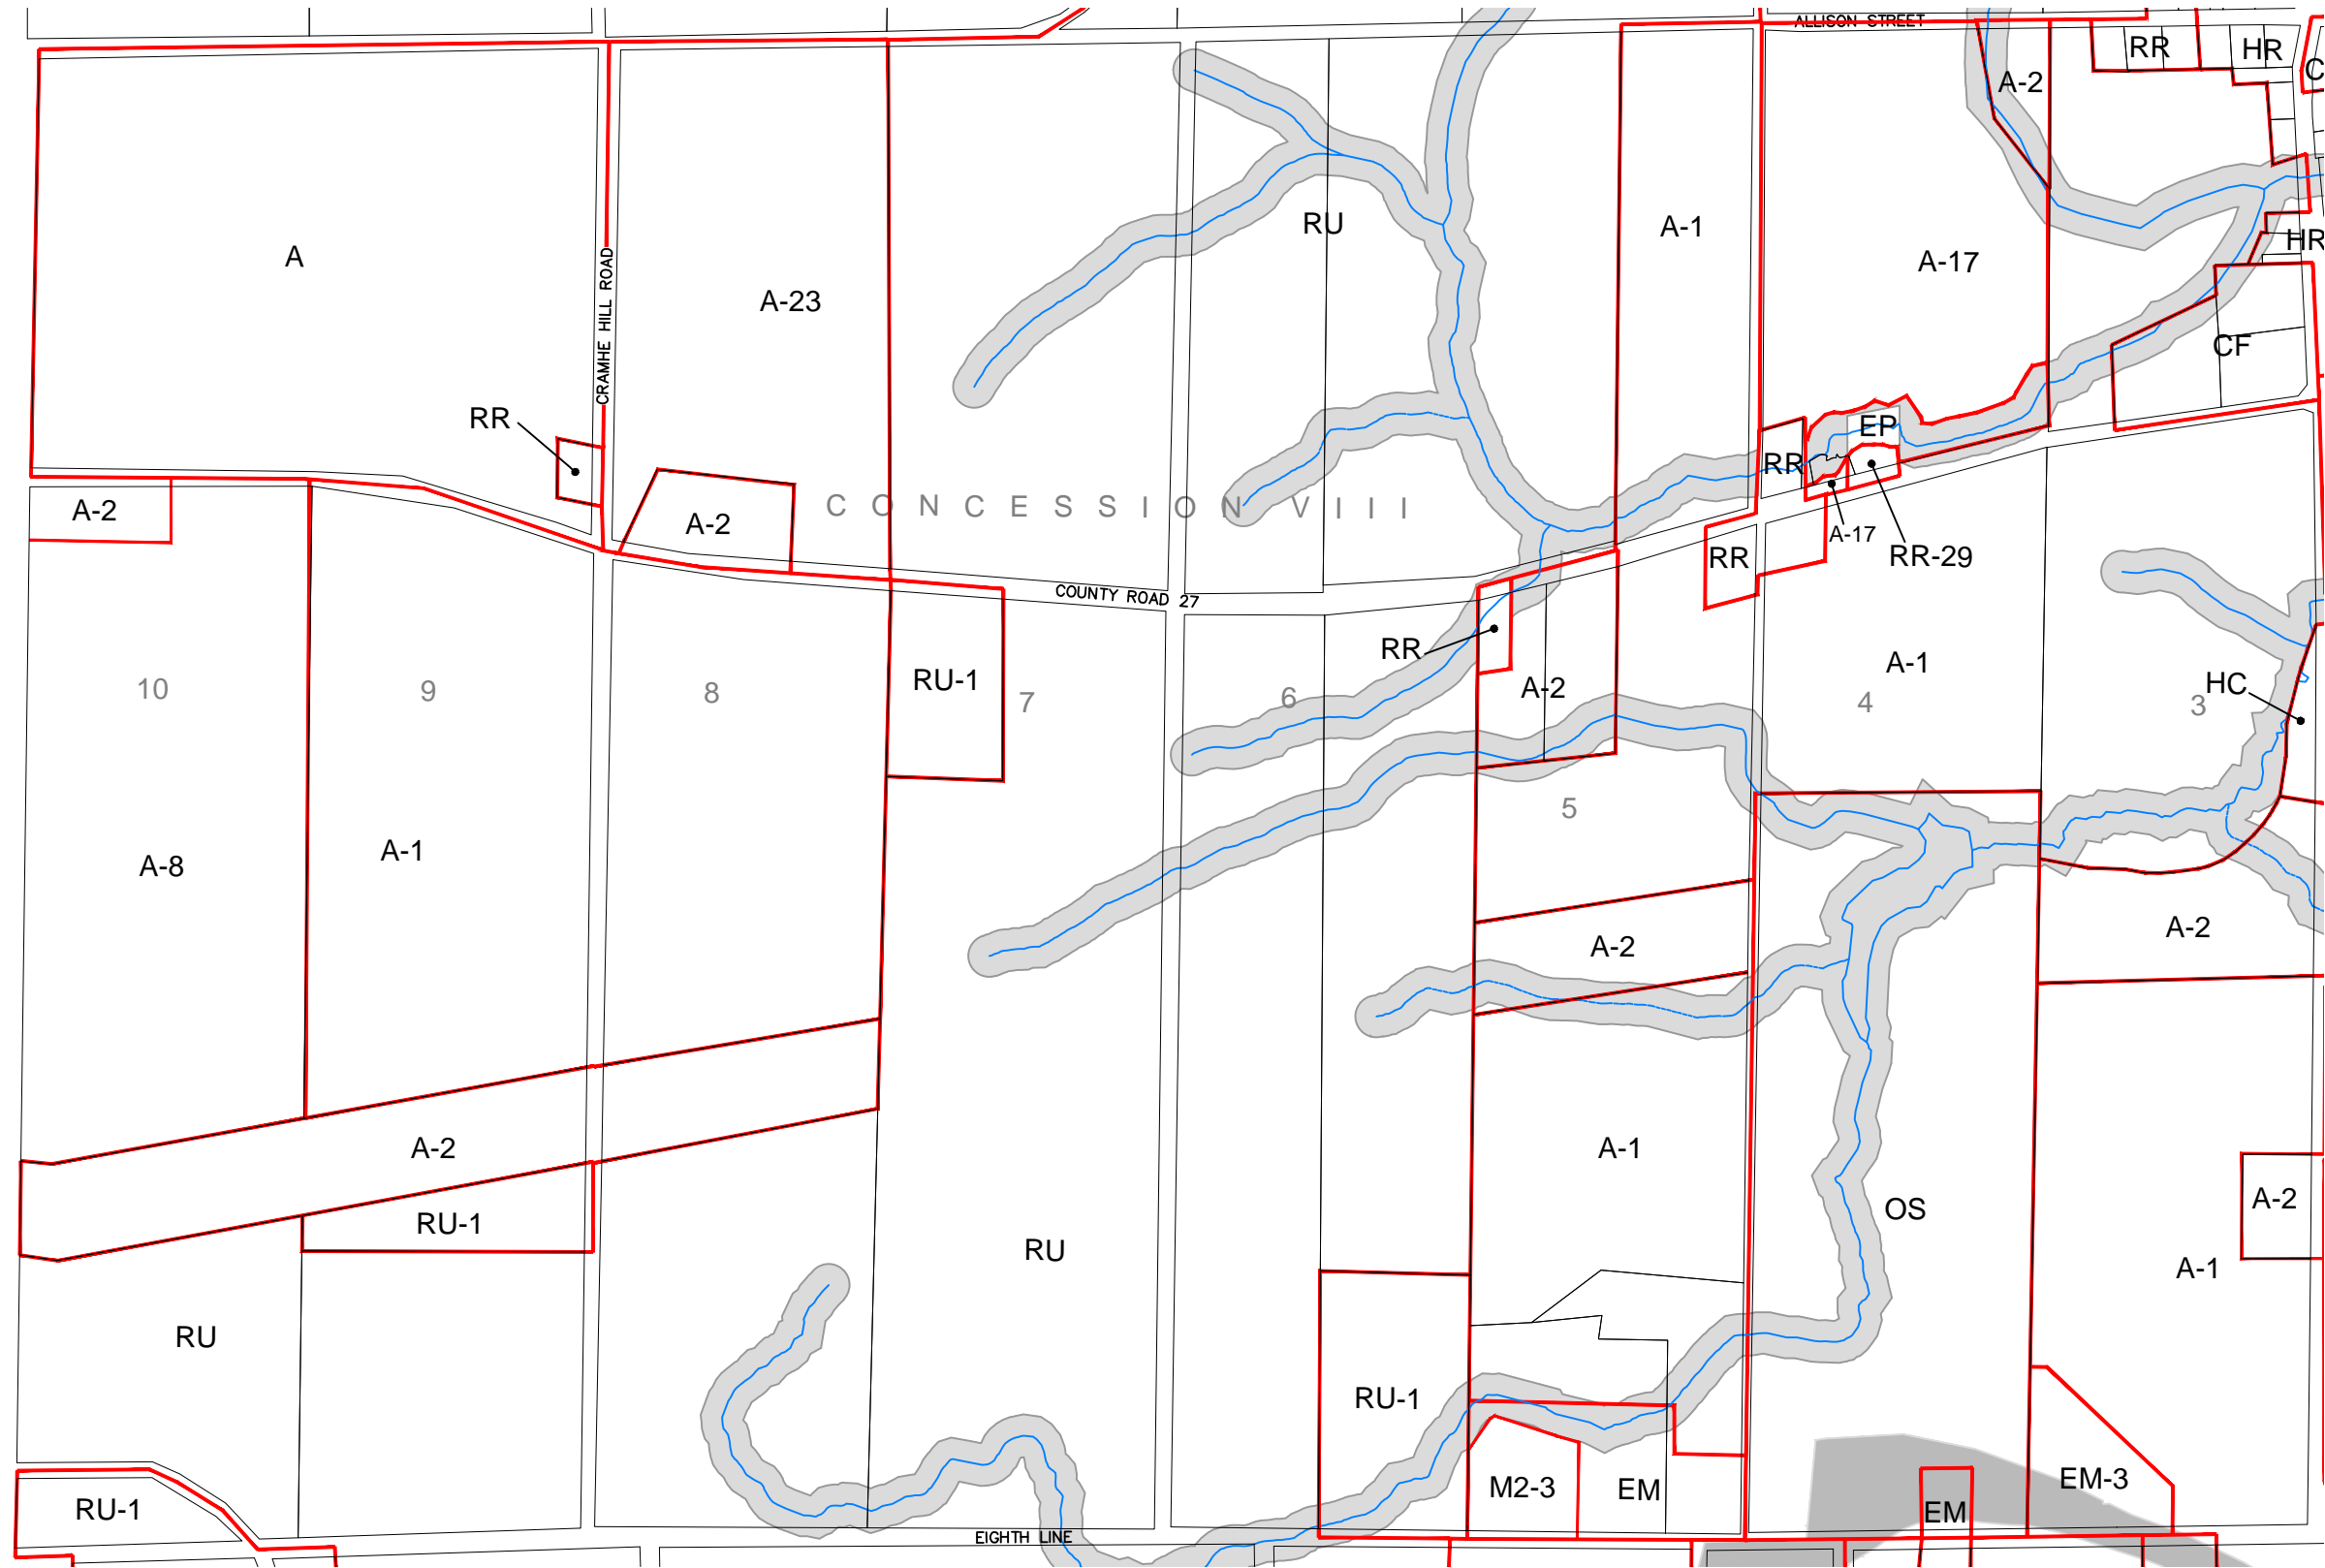 ALLISON STREET
RR
HR
C
A-2
RU
A-1
A
A-17
HR
CRAMHE HILL ROAD
A-23
CF
RR
EP
RR
CONCESSION VIII
A-2
A-2
A-17
RR
RR-29
COUNTY ROAD 27
RR
A-1
RU-1
A-2
HC
10
9
8
7
6
4
3
5
A-1
A-8
A-2
A-2
A-2
A-1
A-2
RU-1
OS
RU
A-1
RU
RU-1
EM-3
M2-3
EM
RU-1
EM
EIGHTH LINE